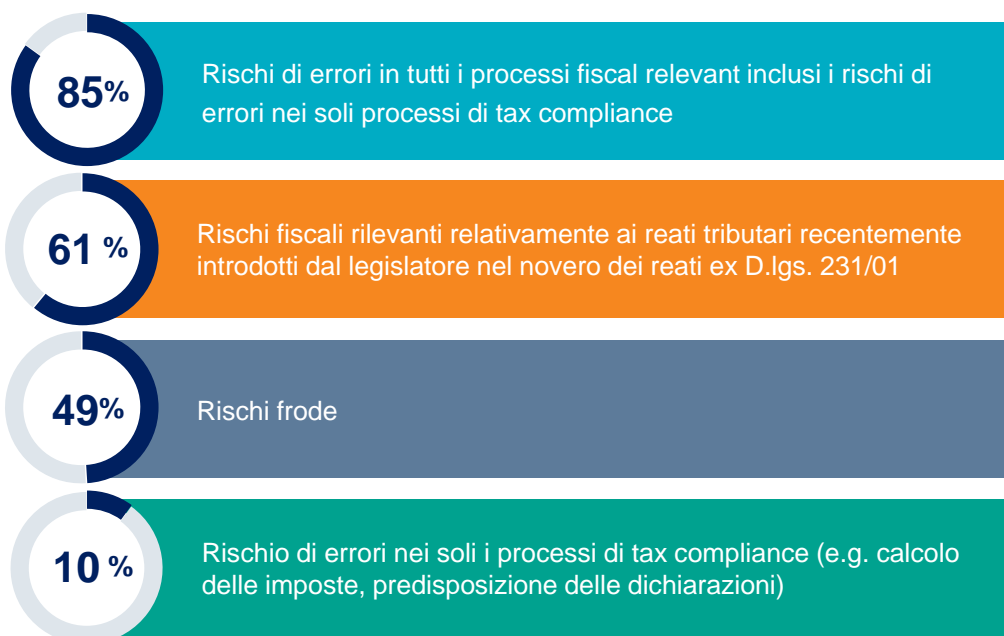 85%
Rischi di errori in tutti i processi fiscal relevant inclusi i rischi di
errori nei soli processi di tax compliance
61 %
Rischi fiscali rilevanti relativamente ai reati tributari recentemente
introdotti dal legislatore nel novero dei reati ex D.lgs. 231/01
49%
Rischi frode
10 %
Rischio di errori nei soli i processi di tax compliance (e.g. calcolo
delle imposte, predisposizione delle dichiarazioni)